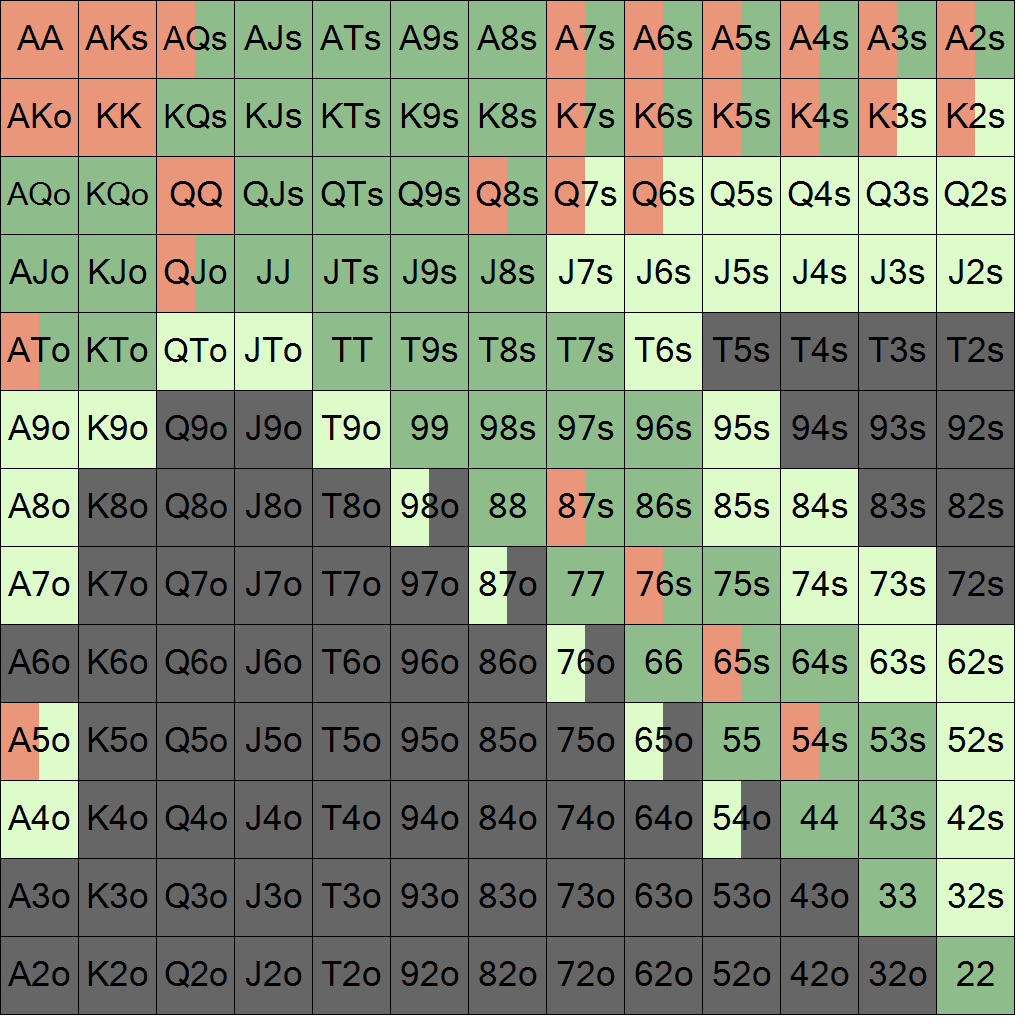 AA AKs AQs AJs ATs A9s A8s A7s A6s A5s A4s A3s A2s
AKo KK KQs KJs KTs K9s K8s K7s K6s K5s K4s K3s K2s
AQo KQo QQ QJs QTs Q9s Q8s Q7s Q6s Q5s Q4s Q3s Q2s
AJo KJo QJo JJ JTs J9s J8s J7s J6s J5s J4s J3s J2s
ATo KTo QTo JTo TT T9s T8s T7s T6s T5s T4s T3s T2s
A9o K9o Q9o J9o T9o 99 98s 97s 96s 95s 94s 93s 92s
A8o K8o Q8o J8o T8o 98o 88 87s 86s 85s 84s 83s 82s
A7o K7o Q7o J7o T7o 97o 87o 77 76s 75s 74s 73s 72s
A6o K6o Q6o J6o T6o 96o 86o 76o 66 65s 64s 63s 62s
A5o K5o Q5o J5o T5o 95o 85o 75o 65o 55 54s 53s 52s
A4o K4o Q4o J4o T4o 94o 84o 74o 64o 54o 44 43s 42s
A3o K3o Q3o J3o T3o 93o 83o 73o 63o 53o 43o 33 32s
A2o K2o Q2o J2o T2o 92o 82o 72o 62o 52o 42o 32o 22